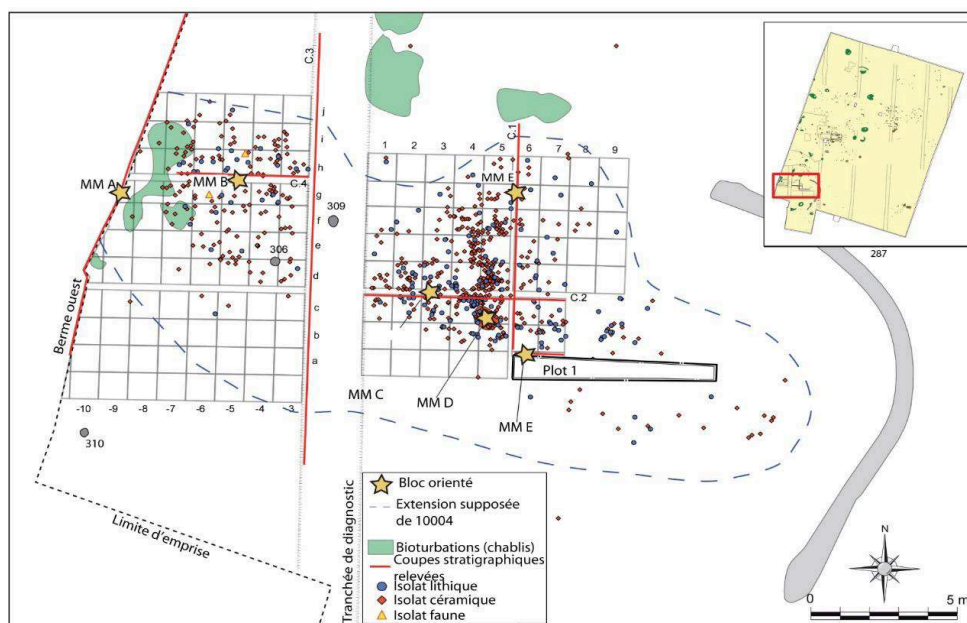 C.3
j
i
h
g
f
e
d
c
b
a
C.4
MM A
MM B
309
306
Berme ouest
-10 -9 -8 -7 -6 -5 -4 -3
310
Limite d'emprise
Tranchée de diagnostic
1 2 3 4 5 6 7 8 9
C.1
MM E
C.2
Plot 1
MM C
MM D
MM E
287
Bloc orienté
Extension supposée
de 10004
Bioturbations (chablis)
Coupes stratigraphiques
relevées
Isolat lithique
Isolat céramique
Isolat faune
N
0 5 m